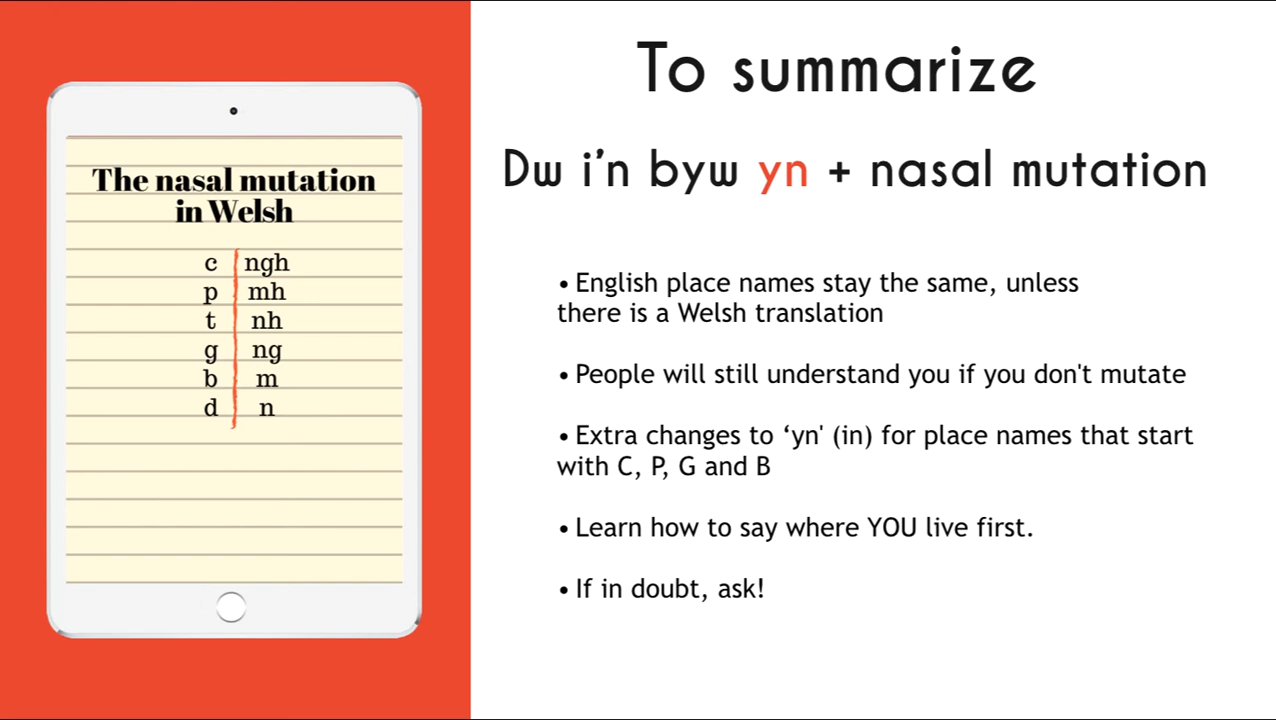 The nasal mutation
in Welsh
c ngh
p mh
t nh
g ng
b m
d n
To summarize
Dw i’n byw yn + nasal mutation
• English place names stay the same, unless
there is a Welsh translation
• People will still understand you if you don't mutate
• Extra changes to ‘yn' (in) for place names that start
with C, P, G and B
• Learn how to say where YOU live first.
• If in doubt, ask!